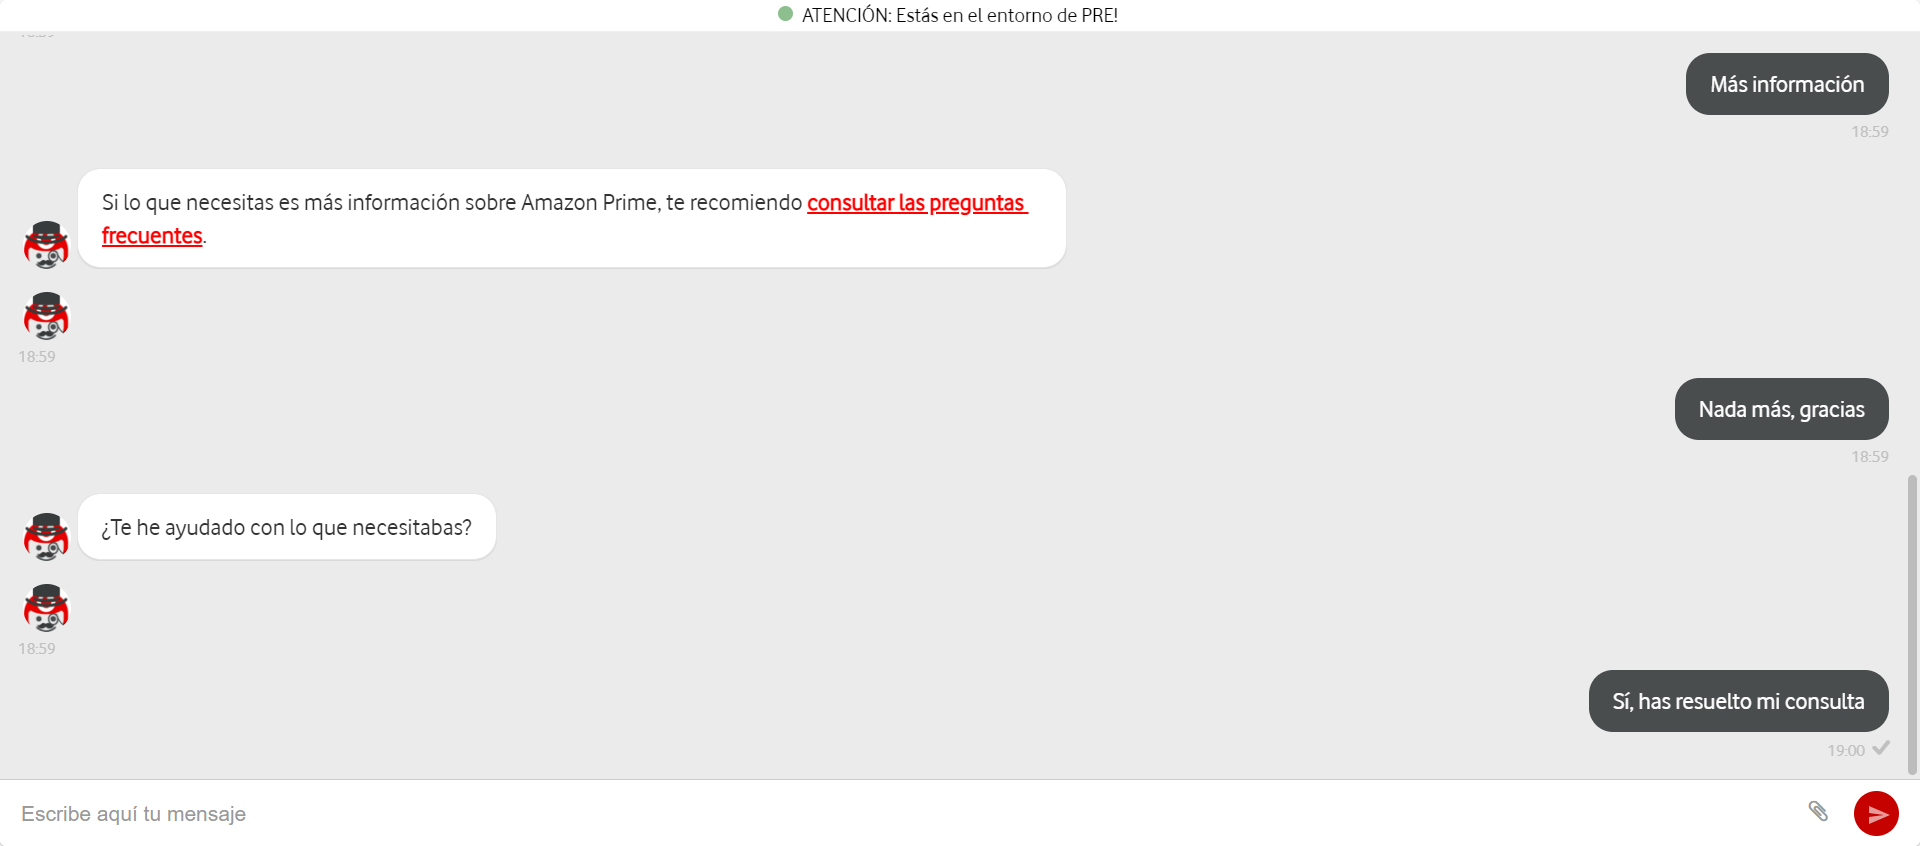 ATENCIÓN: Estás en el entorno de PRE!
Más información
18:59
Si lo que necesitas es más información sobre Amazon Prime, te recomiendo consultar las preguntas
frecuentes.
18:59
Nada más, gracias
18:59
¿Te he ayudado con lo que necesitabas?
18:59
Sí, has resuelto mi consulta
19:00
Escribe aquí tu mensaje